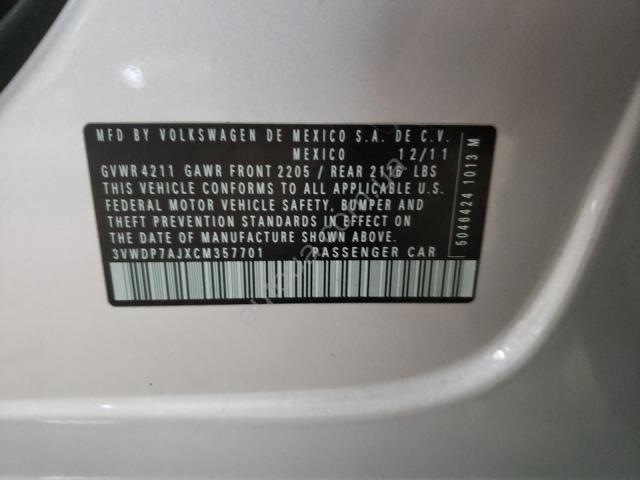 MFD BY VOLKSWAGEN DE MEXICO S.A. DE C.V.
MEXICO 12/11
GVWR 4211 GAWR FRONT 2205 / REAR 2116 LBS
THIS VEHICLE CONFORMS TO ALL APPLICABLE U.S.
FEDERAL MOTOR VEHICLE SAFETY, BUMPER AND
THEFT PREVENTION STANDARDS IN EFFECT ON
THE DATE OF MANUFACTURE SHOWN ABOVE.
3VWDP7AJXCM357701 PASSENGER CAR
5046424 1013 M